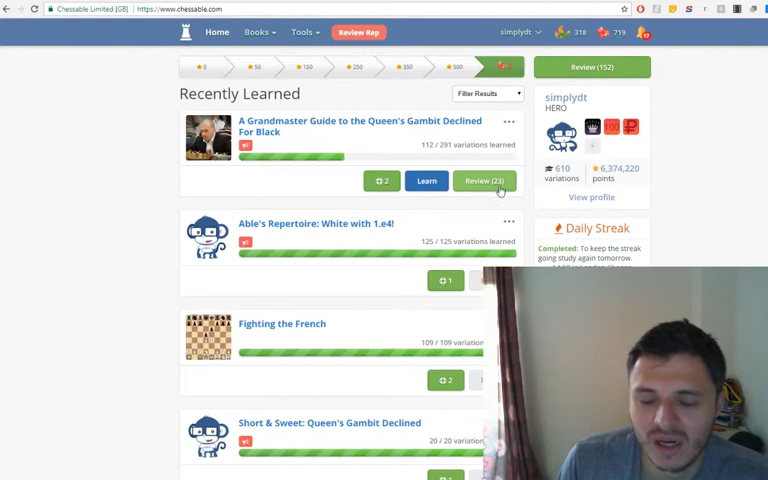 Chessable Limited [GB] https://www.chessable.com
Home Books Tools Review Rep simplydt 318 719 17
0 50 150 250 350 500
Review (152)
Recently Learned
Filter Results
simplydt
HERO
100
610 6,374,220
variations points
View profile
A Grandmaster Guide to the Queen's Gambit Declined
For Black
112 / 291 variations learned
2 Learn Review (23)
Able's Repertoire: White with 1.e4!
125 / 125 variations learned
1
Daily Streak
Completed: To keep the streak
going study again tomorrow.
Fighting the French
109 / 109 variation
2
Short & Sweet: Queen's Gambit Declined
20 / 20 variation